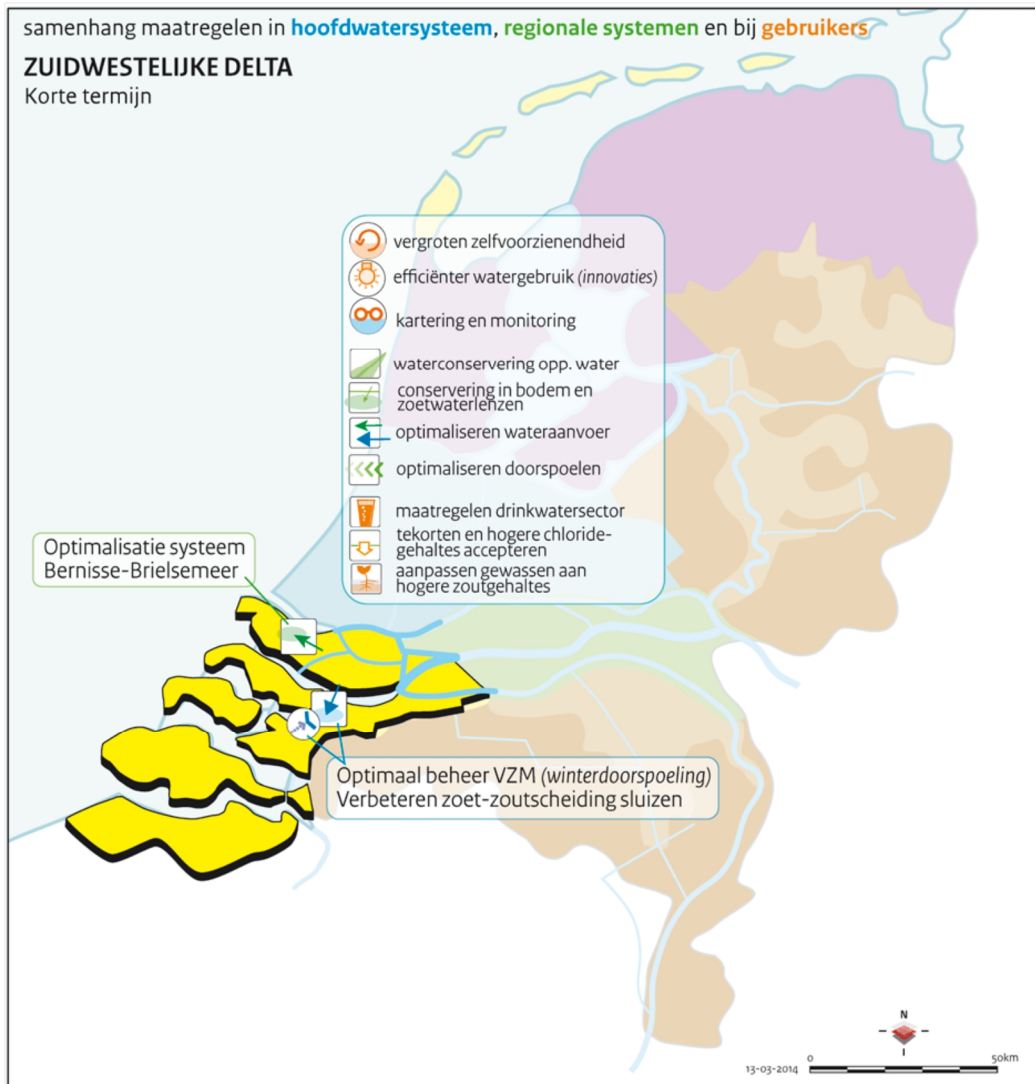 samenhang maatregelen in hoofdwatersysteem, regionale systemen en bij gebruikers
ZUIDWESTELIJKE DELTA
Korte termijn
vergroten zelfvoorzienendheid
efficiënter watergebruik (innovaties)
kartering en monitoring
waterconservering opp. water
conservering in bodem en
zoetwaterlenzen
optimaliseren wateraanvoer
optimaliseren doorspoelen
maatregelen drinkwatersector
tekorten en hogere chloride-
gehaltes accepteren
aanpassen gewassen aan
hogere zoutgehaltes
Optimalisatie systeem
Bernisse-Brielsemeer
Optimaal beheer VZM (winterdoorspoeling)
Verbeteren zoet-zoutscheiding sluizen
N
13-03-2014
0 50km